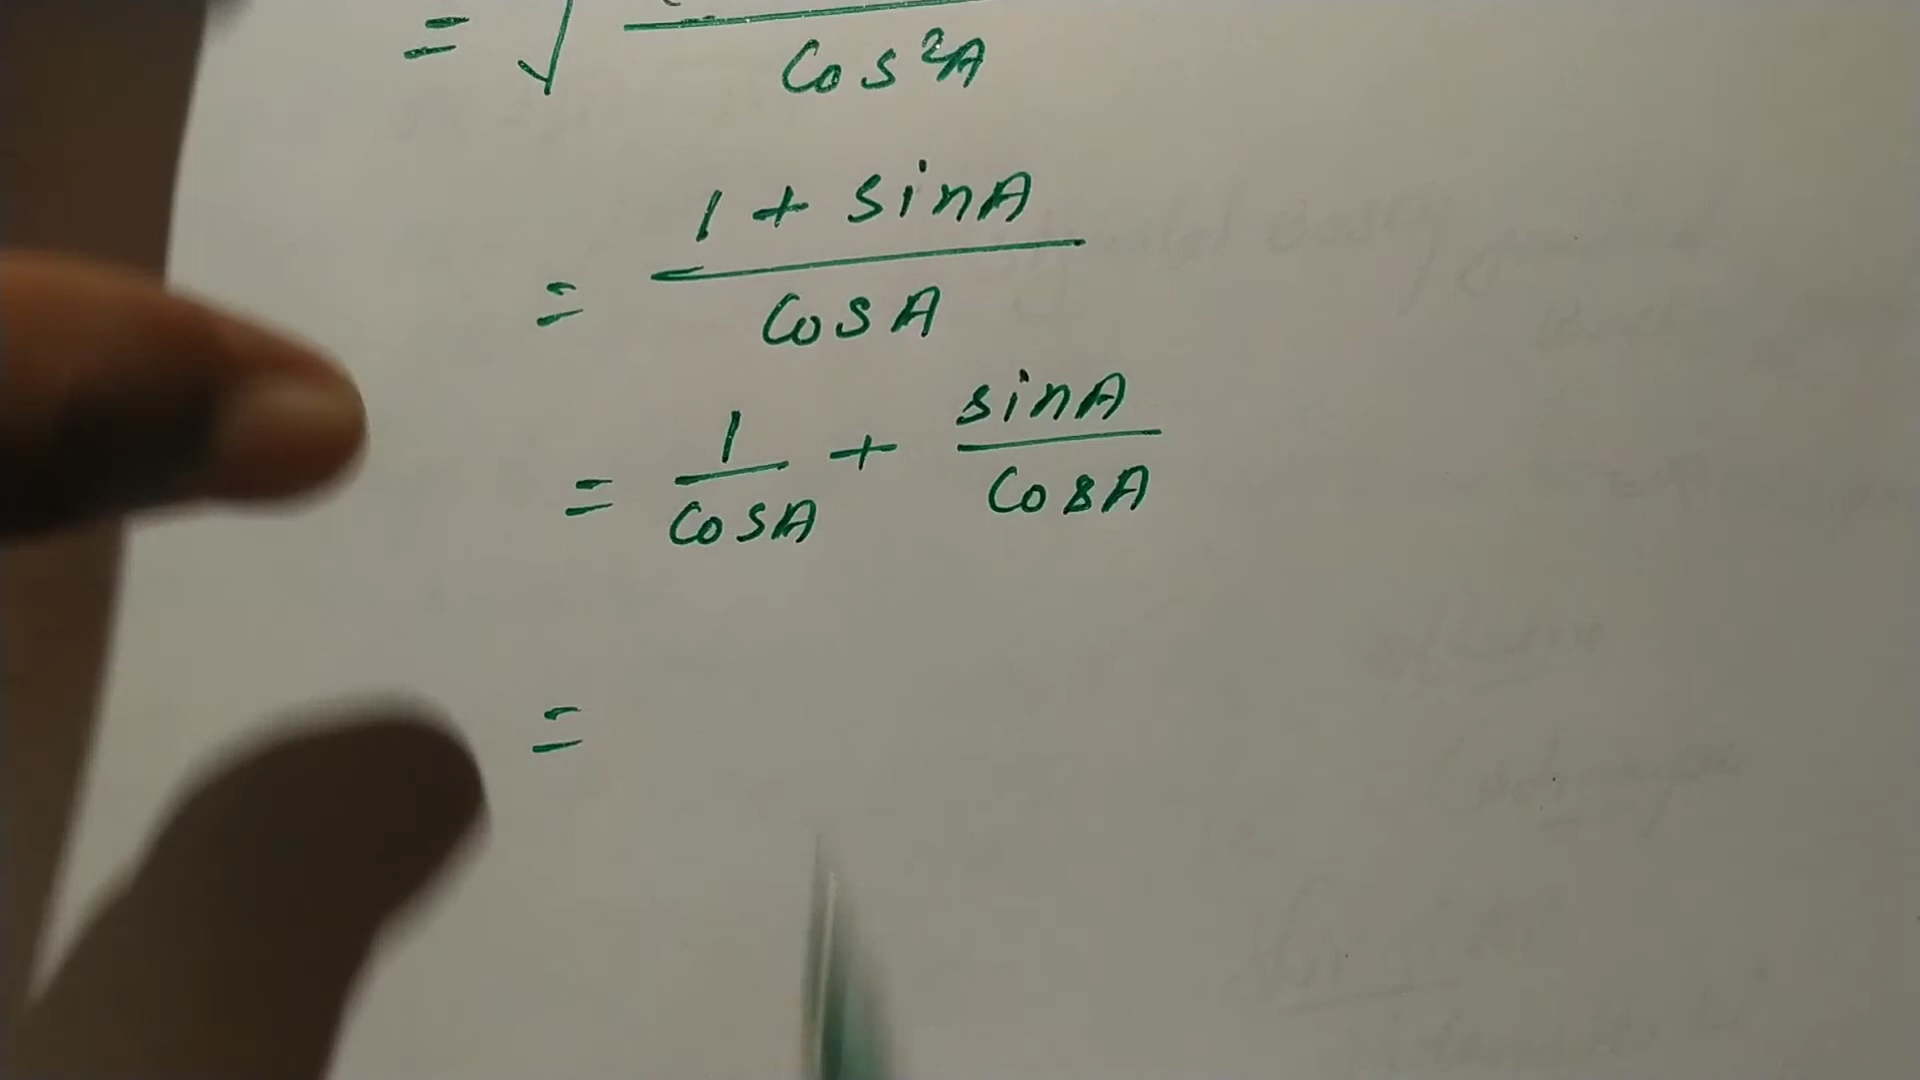 = √ cos²A
1 + sinA
= ―――
cosA
1 sinA
= ――― + ―――
cosA cosA
=